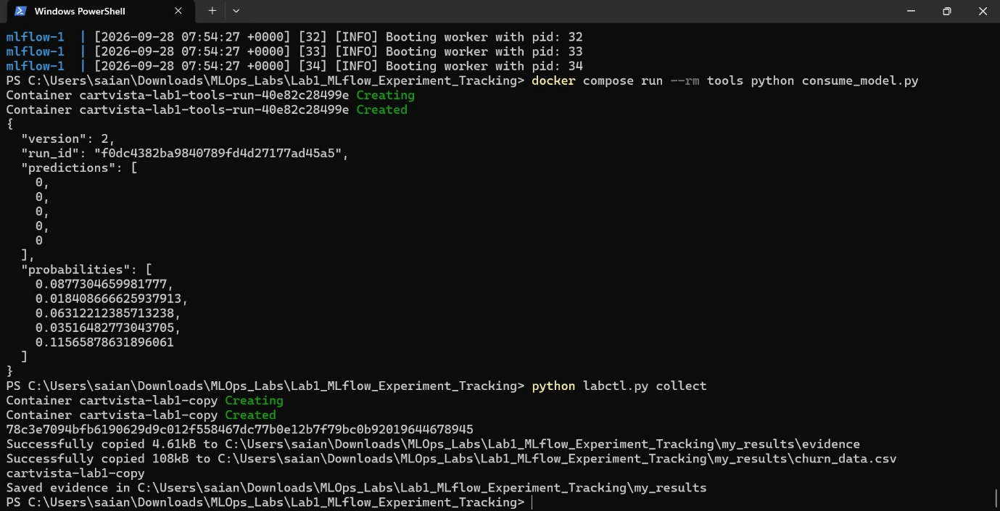 Windows PowerShell
mlflow-1  | [2026-09-28 07:54:27 +0000] [32] [INFO] Booting worker with pid: 32
mlflow-1  | [2026-09-28 07:54:27 +0000] [33] [INFO] Booting worker with pid: 33
mlflow-1  | [2026-09-28 07:54:27 +0000] [34] [INFO] Booting worker with pid: 34
PS C:\Users\saian\Downloads\MLOps_Labs\Lab1_MLflow_Experiment_Tracking> docker compose run --rm tools python consume_model.py
Container cartvista-lab1-tools-run-40e82c28499e Creating
Container cartvista-lab1-tools-run-40e82c28499e Created
{
  "version": 2,
  "run_id": "f0dc4382ba9840789fd4d27177ad45a5",
  "predictions": [
    0,
    0,
    0,
    0,
    0
  ],
  "probabilities": [
    0.0877304659981777,
    0.018408666625937913,
    0.06312212385713238,
    0.03516482773043705,
    0.11565878631896061
  ]
}
PS C:\Users\saian\Downloads\MLOps_Labs\Lab1_MLflow_Experiment_Tracking> python labctl.py collect
Container cartvista-lab1-copy Creating
Container cartvista-lab1-copy Created
78c3e7094bfb6190629d9c012f558467dc77b0e12b7f79bc0b92019644678945
Successfully copied 4.61kB to C:\Users\saian\Downloads\MLOps_Labs\Lab1_MLflow_Experiment_Tracking\my_results\evidence
Successfully copied 108kB to C:\Users\saian\Downloads\MLOps_Labs\Lab1_MLflow_Experiment_Tracking\my_results\churn_data.csv
cartvista-lab1-copy
Saved evidence in C:\Users\saian\Downloads\MLOps_Labs\Lab1_MLflow_Experiment_Tracking\my_results
PS C:\Users\saian\Downloads\MLOps_Labs\Lab1_MLflow_Experiment_Tracking>